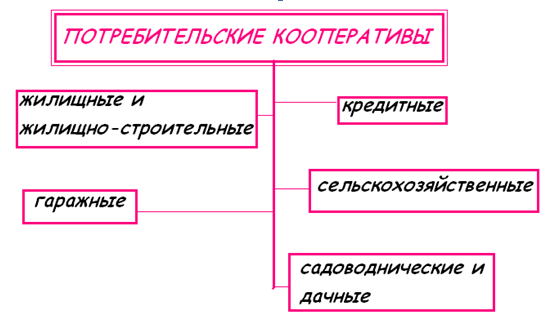 ПОТРЕБИТЕЛЬСКИЕ КООПЕРАТИВЫ
жилищные и
жилищно-строительные
кредитные
сельскохозяйственные
гаражные
садоводнические и
дачные